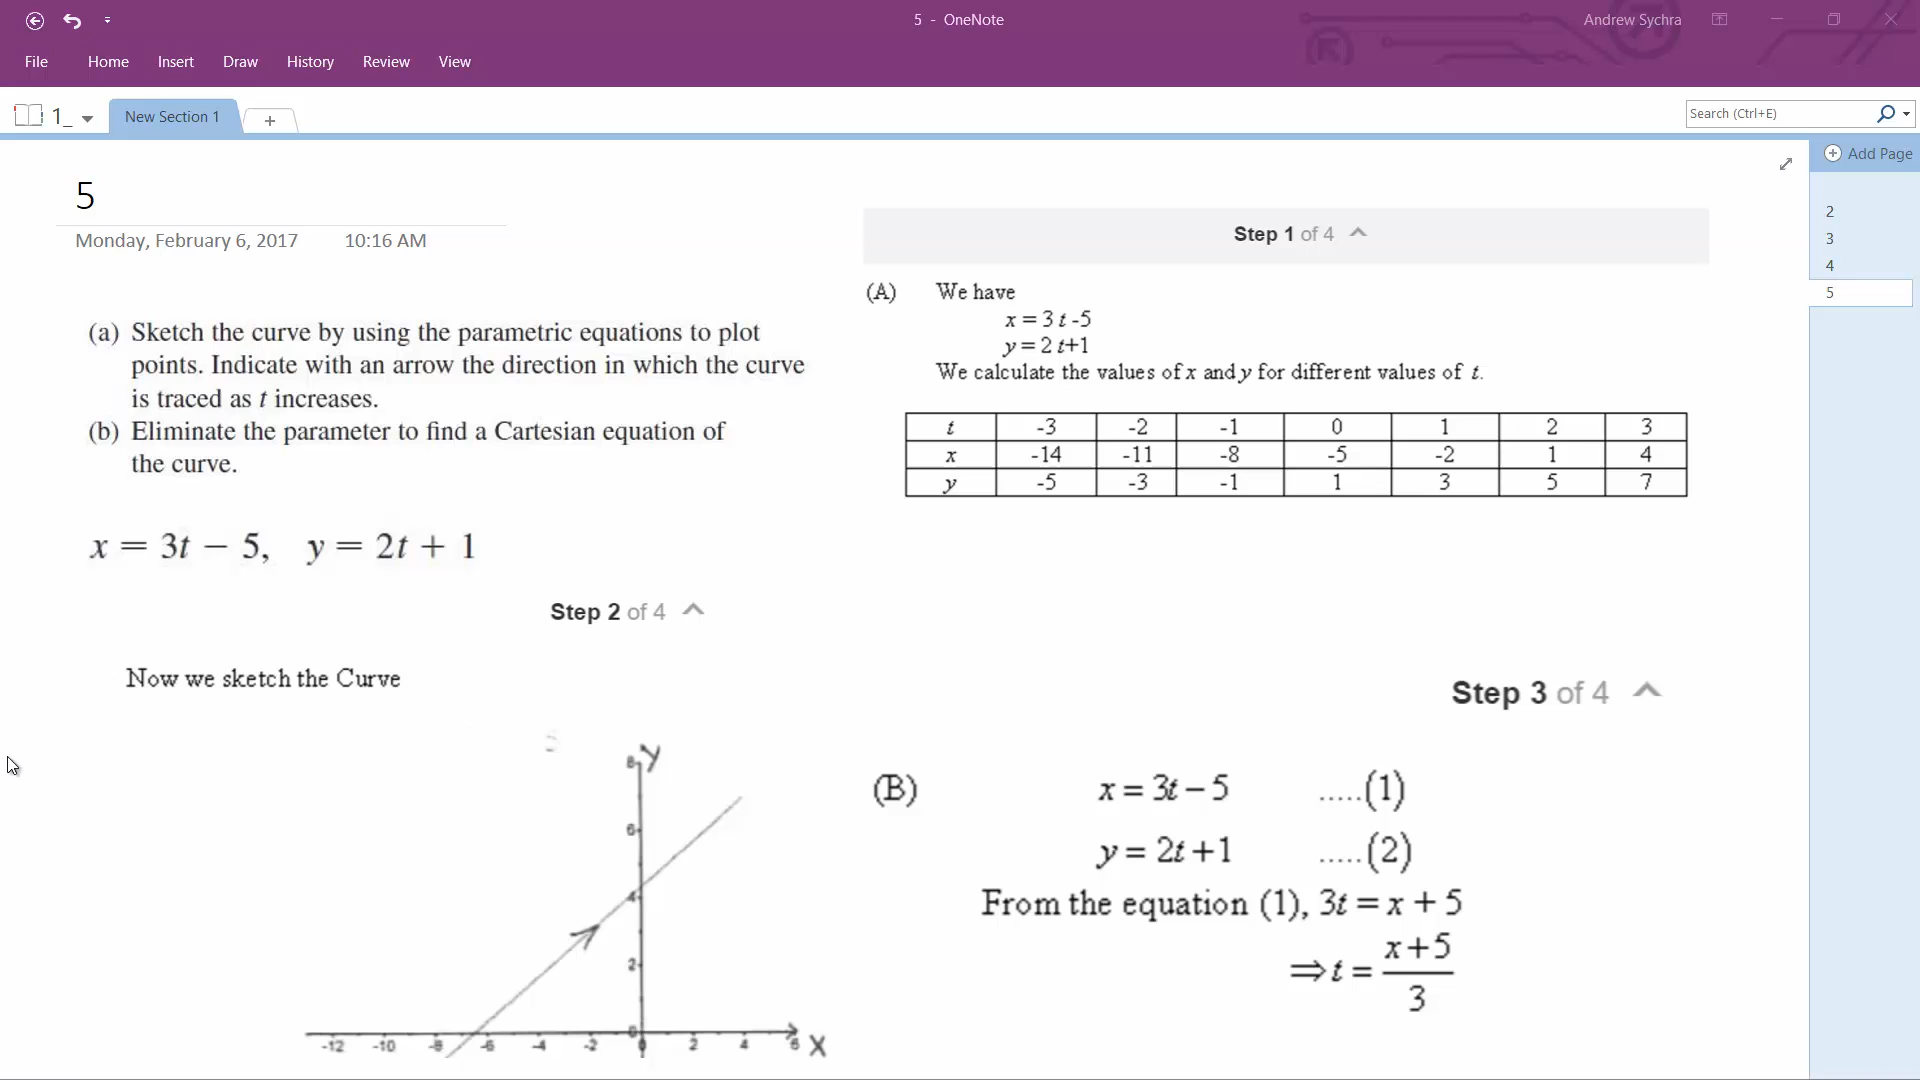 5 - OneNote
Andrew Sychra
File Home Insert Draw History Review View
1_
New Section 1
+
Search (Ctrl+E)
Add Page
2
3
4
5
5
Monday, February 6, 2017 10:16 AM
(a) Sketch the curve by using the parametric equations to plot
points. Indicate with an arrow the direction in which the curve
is traced as t increases.
(b) Eliminate the parameter to find a Cartesian equation of
the curve.
x = 3t − 5, y = 2t + 1
Step 1 of 4
(A) We have
x = 3 t -5
y = 2 t+1
We calculate the values of x and y for different values of t.
t -3 -2 -1 0 1 2 3
x -14 -11 -8 -5 -2 1 4
y -5 -3 -1 1 3 5 7
Step 2 of 4
Now we sketch the Curve
Y
8
6
4
2
0
-12 -10 -8 -6 -4 -2 0 2 4 6 X
Step 3 of 4
(B) x = 3t − 5 .....(1)
y = 2t +1 .....(2)
From the equation (1), 3t = x + 5
⇒ t = x+5
3